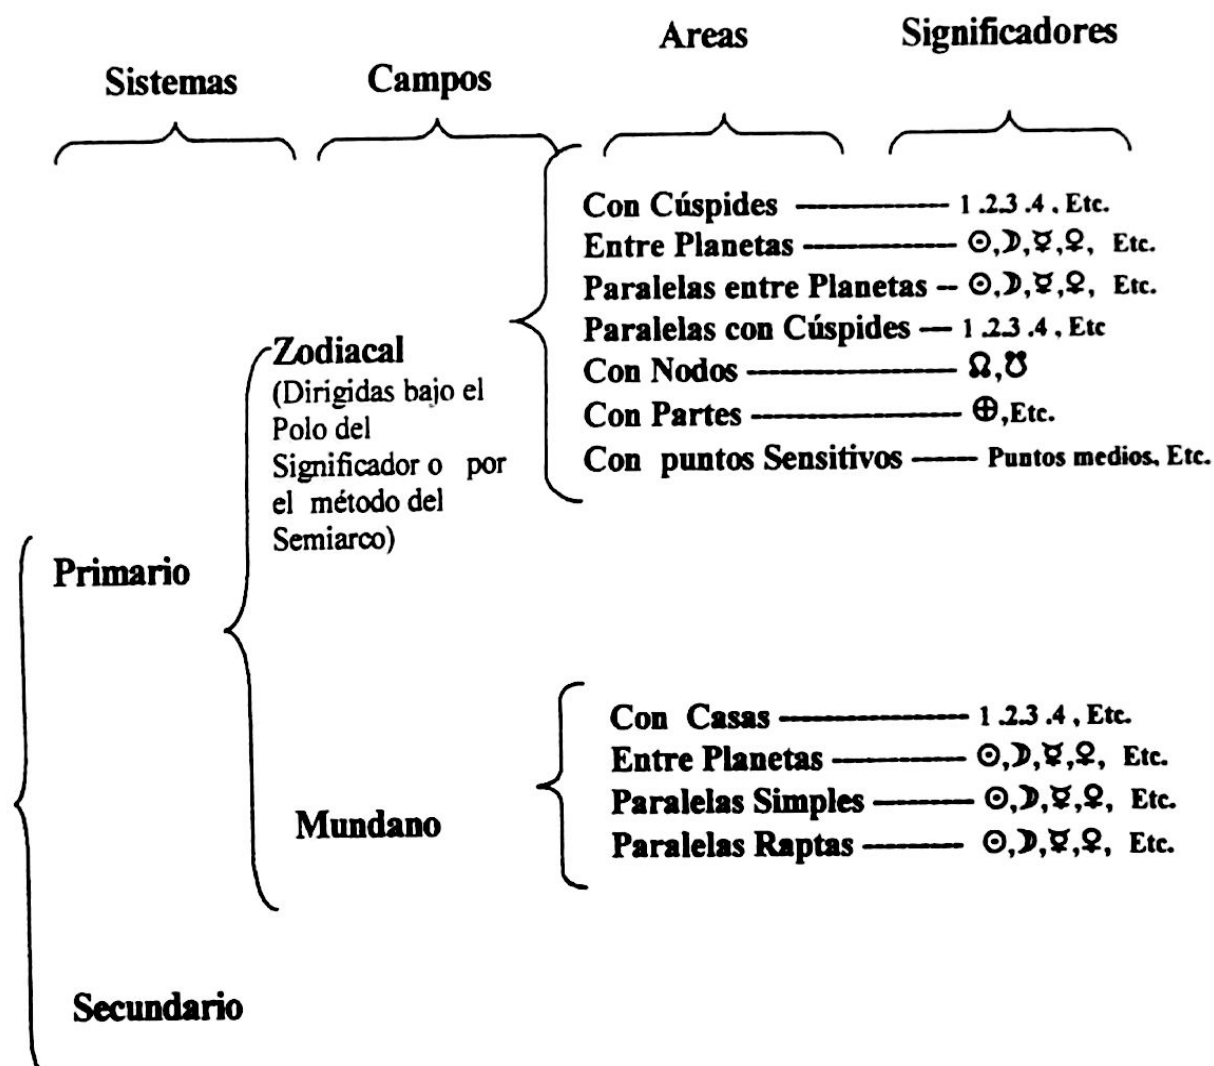 Sistemas Campos Areas Significadores
Con Cúspides ---------------- 1 .2.3 .4 . Etc.
Entre Planetas ---------------- ☉,☽,☿,♀, Etc.
Paralelas entre Planetas -- ☉,☽,☿,♀, Etc.
Paralelas con Cúspides --- 1 .2.3 .4 , Etc
Con Nodos ---------------------- ☊,☋
Con Partes ---------------------- ⊕,Etc.
Con puntos Sensitivos ------ Puntos medios. Etc.
Zodiacal
(Dirigidas bajo el
Polo del
Significador o por
el método del
Semiarco)
Primario
Con Casas -------------------- 1 .2.3 .4 , Etc.
Entre Planetas -------------- ☉,☽,☿,♀, Etc.
Paralelas Simples ---------- ☉,☽,☿,♀, Etc.
Paralelas Raptas ---------- ☉,☽,☿,♀, Etc.
Mundano
Secundario